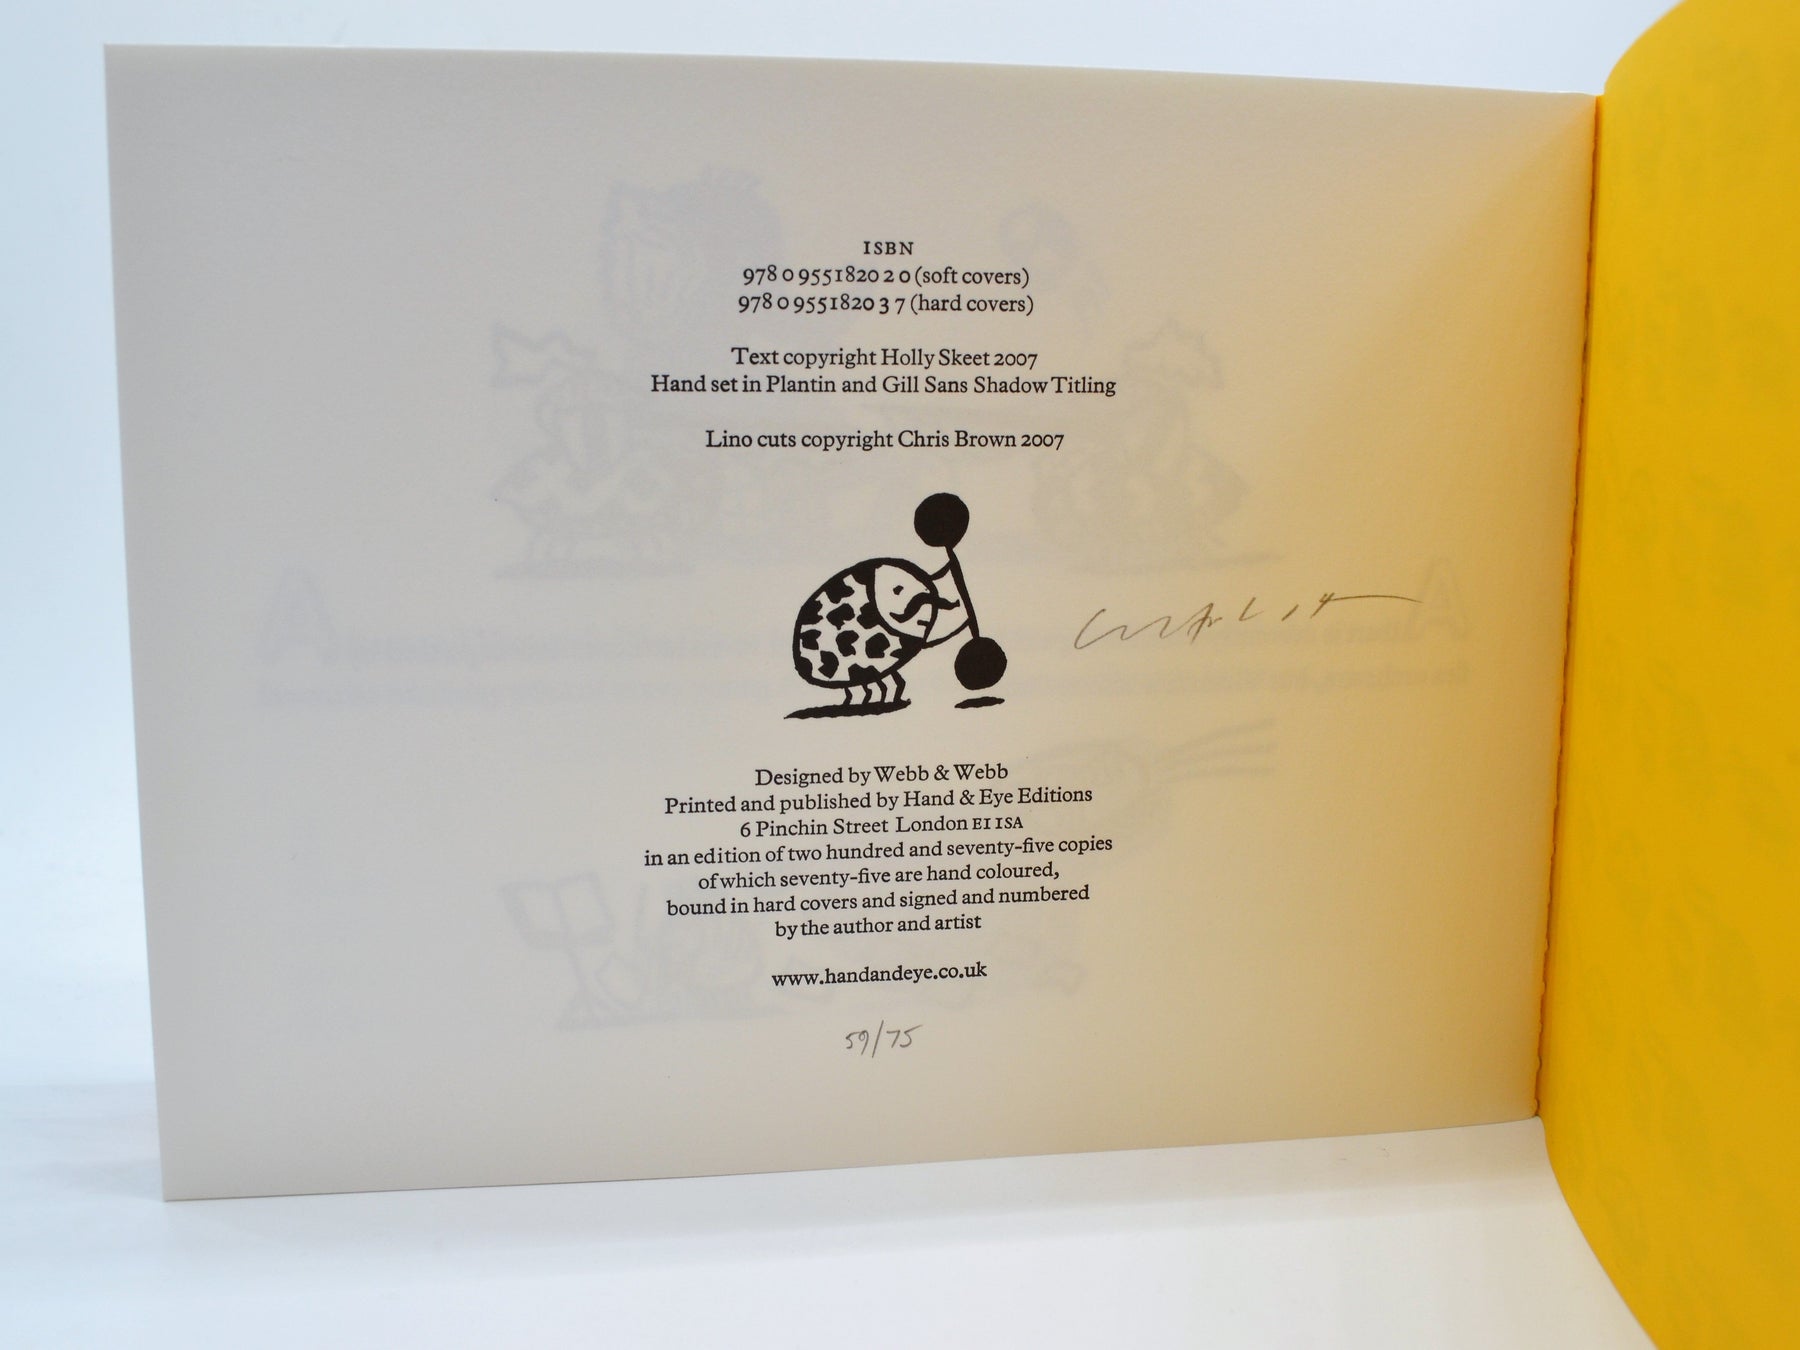 ISBN
978 0 9551820 2 0 (soft covers)
978 0 9551820 3 7 (hard covers)
Text copyright Holly Skeet 2007
Hand set in Plantin and Gill Sans Shadow Titling
Lino cuts copyright Chris Brown 2007
Designed by Webb & Webb
Printed and published by Hand & Eye Editions
6 Pinchin Street London E1 1SA
in an edition of two hundred and seventy-five copies
of which seventy-five are hand coloured,
bound in hard covers and signed and numbered
by the author and artist
www.handandeye.co.uk
59/75